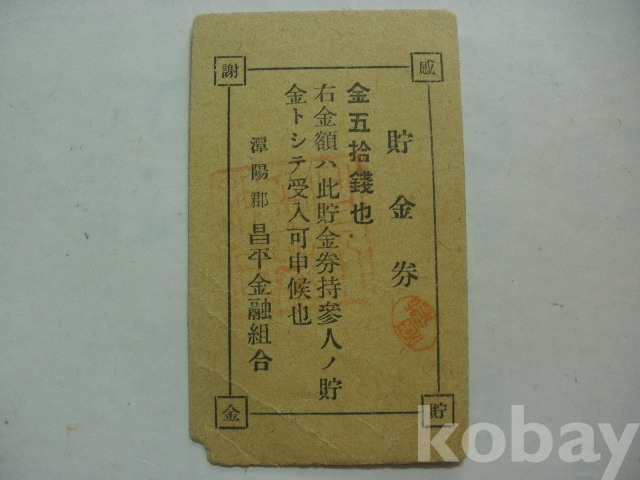 感
謝
貯
金
貯金券
金五拾錢也
右金額ハ此貯金券持參人ノ貯
金トシテ受入可申候也
潭陽郡 昌平金融組合
kobay